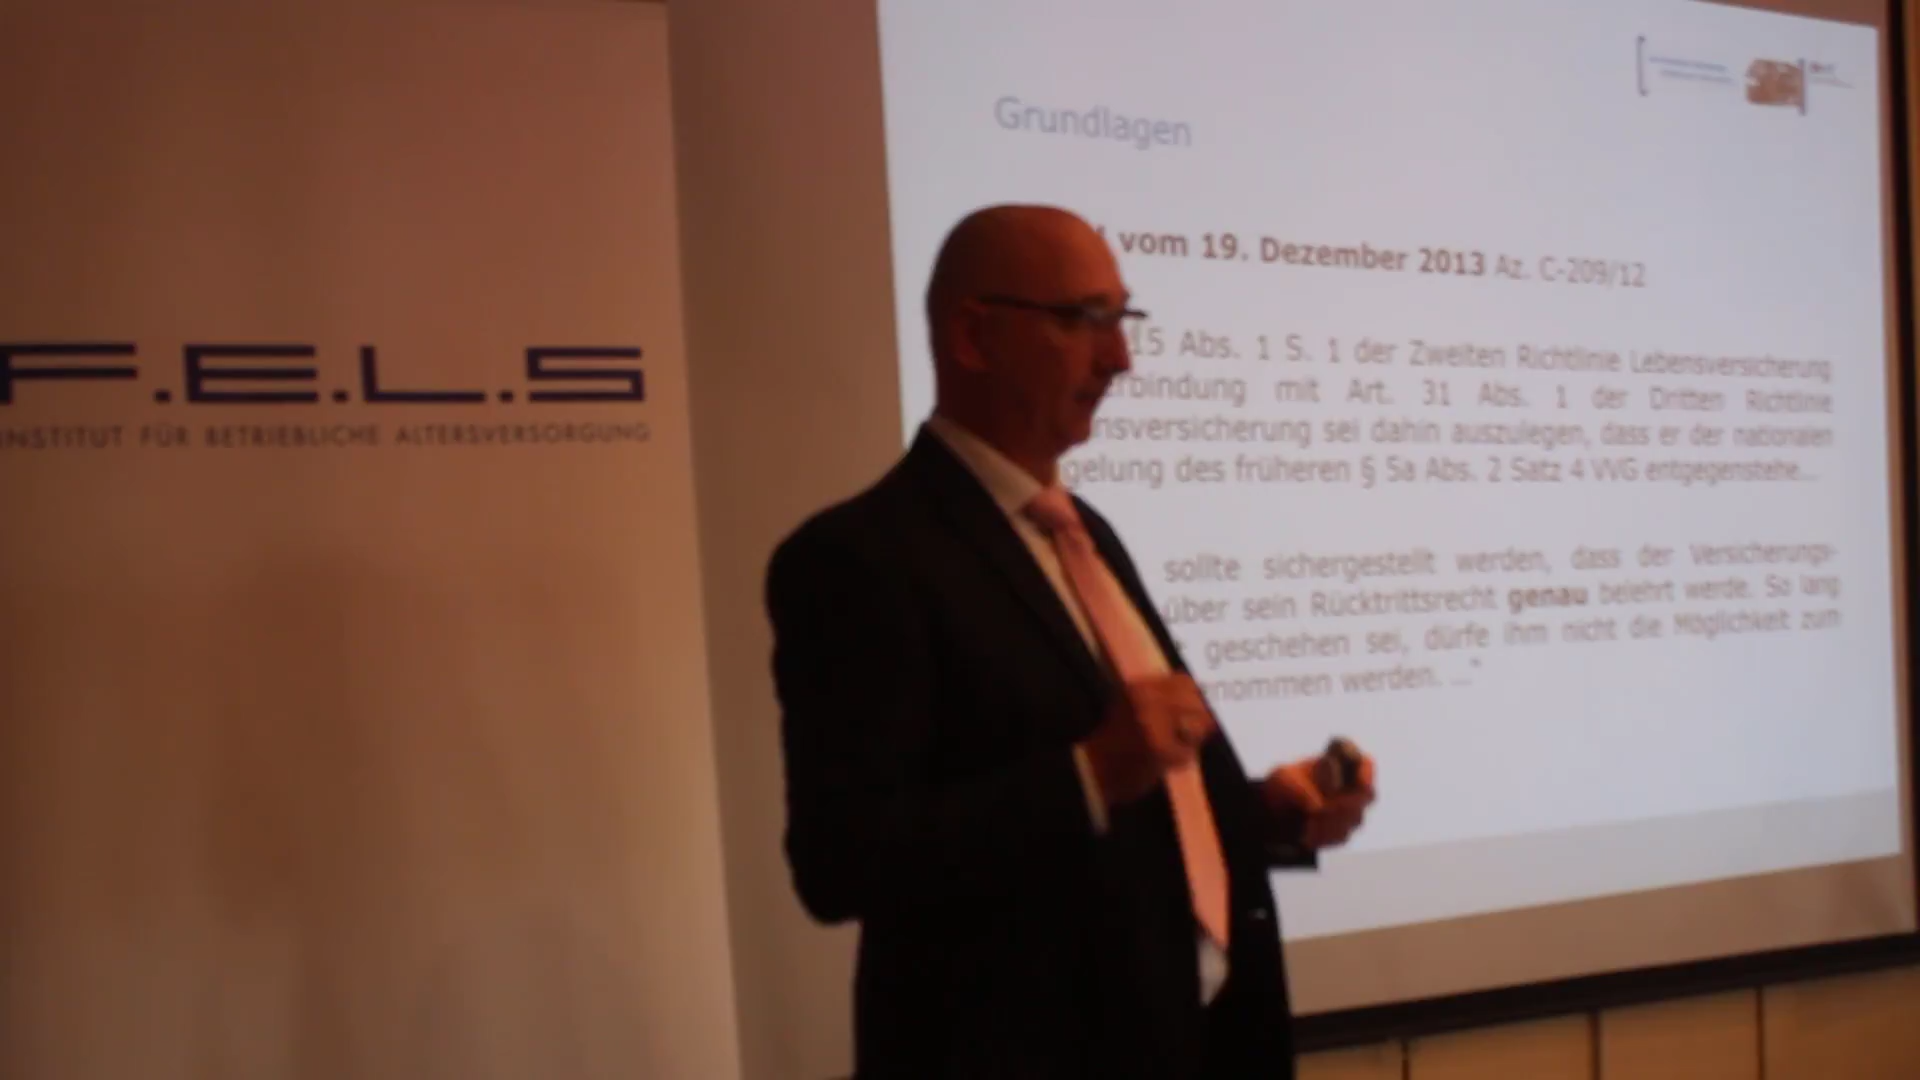 F.E.L.S
INSTITUT FÜR BETRIEBLICHE ALTERSVERSORGUNG
Grundlagen
vom 19. Dezember 2013 Az. C-209/12
15 Abs. 1 S. 1 der Zweiten Richtlinie Lebensversicherung
rbindung mit Art. 31 Abs. 1 der Dritten Richtlinie
nsversicherung sei dahin auszulegen, dass er der nationalen
gelung des früheren § 5a Abs. 2 Satz 4 VVG entgegenstehe...
sollte sichergestellt werden, dass der Versicherungs-
über sein Rücktrittsrecht genau belehrt werde. So lang
geschehen sei, dürfe ihm nicht die Möglichkeit zum
nommen werden. ..."